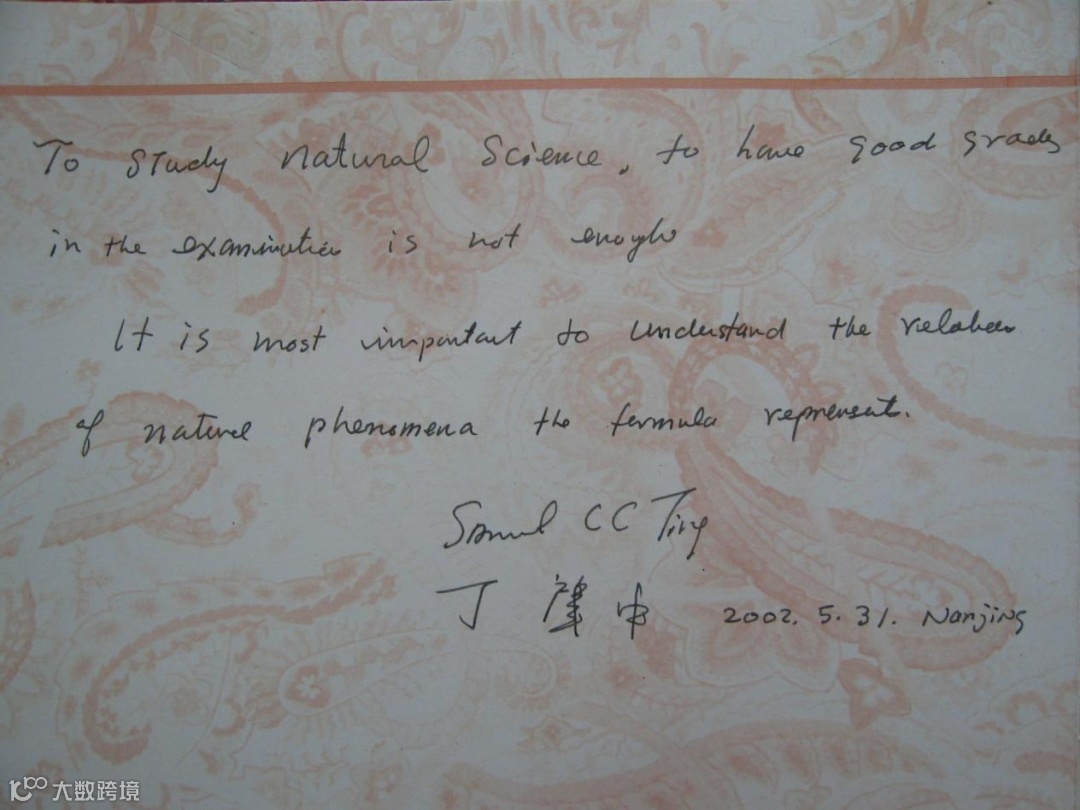 To study natural Science, to have good grades
in the examination is not enough
It is most important to understand the relation
of natural phenomena the formula represent.
Samuel CC Ting
丁肇中 2002. 5. 31. Nanjing
大数跨境